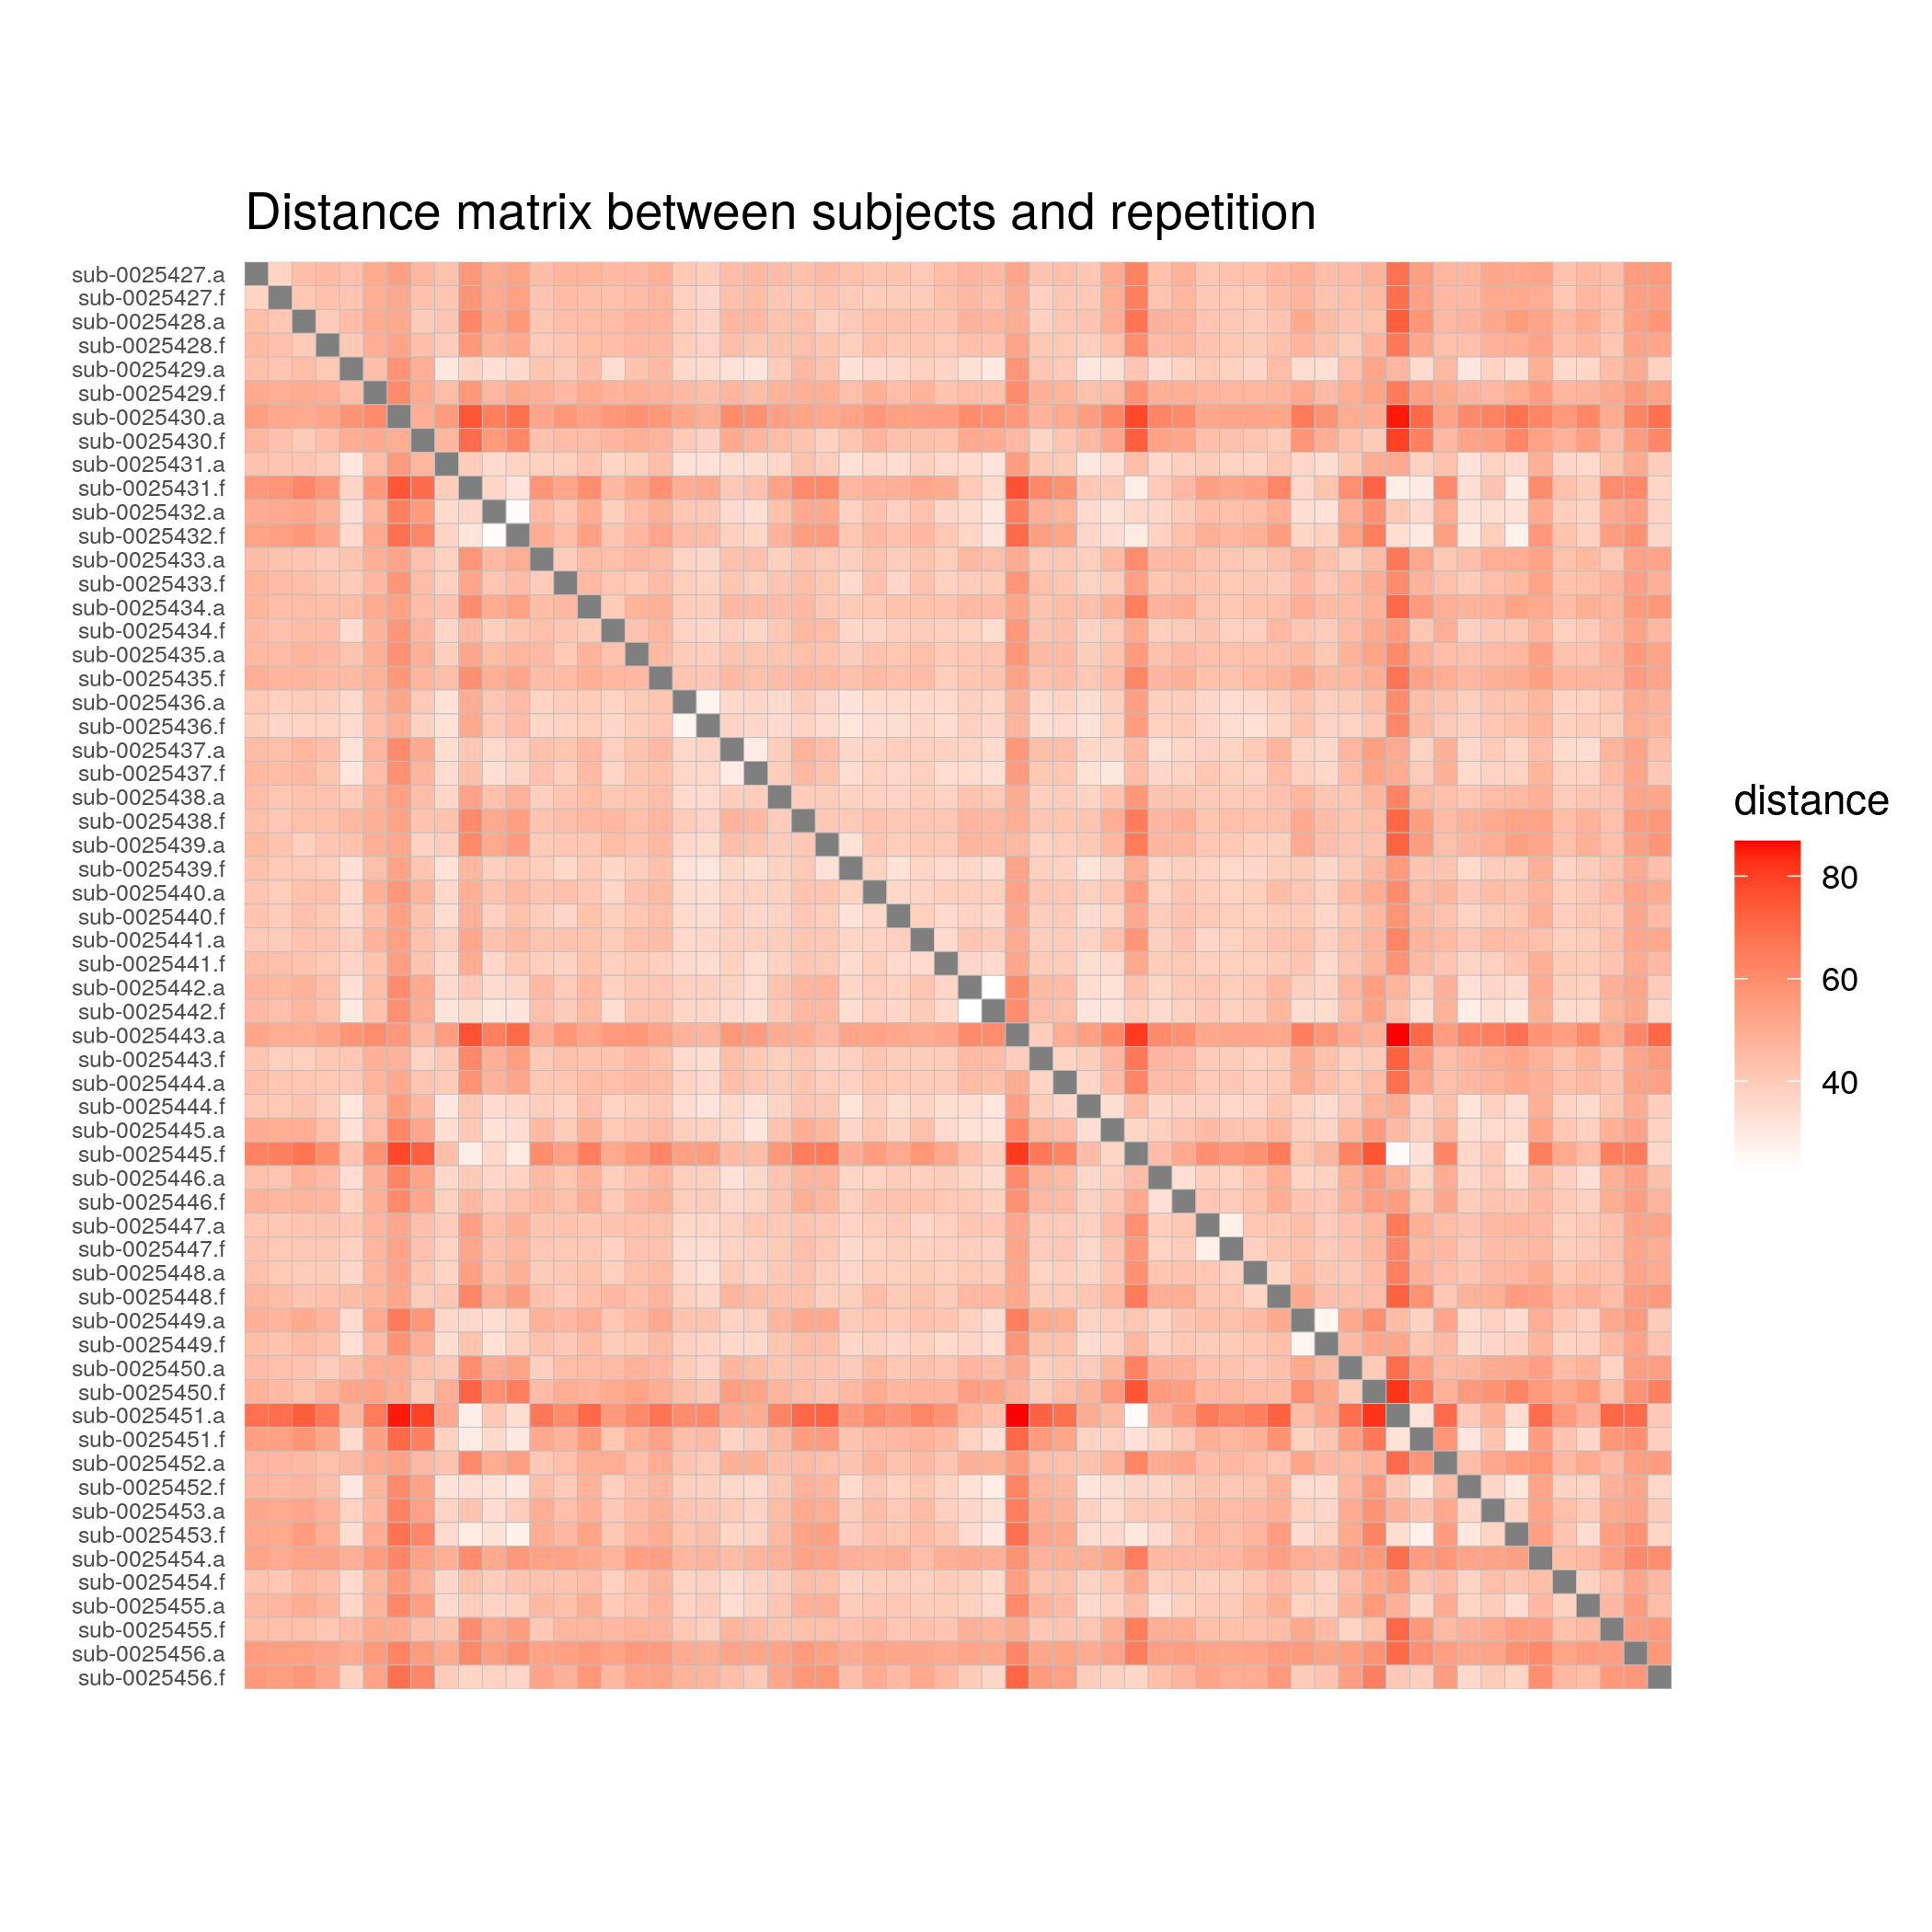 Distance matrix between subjects and repetition
sub-0025427.a
sub-0025427.f
sub-0025428.a
sub-0025428.f
sub-0025429.a
sub-0025429.f
sub-0025430.a
sub-0025430.f
sub-0025431.a
sub-0025431.f
sub-0025432.a
sub-0025432.f
sub-0025433.a
sub-0025433.f
sub-0025434.a
sub-0025434.f
sub-0025435.a
sub-0025435.f
sub-0025436.a
sub-0025436.f
sub-0025437.a
sub-0025437.f
sub-0025438.a
sub-0025438.f
sub-0025439.a
sub-0025439.f
sub-0025440.a
sub-0025440.f
sub-0025441.a
sub-0025441.f
sub-0025442.a
sub-0025442.f
sub-0025443.a
sub-0025443.f
sub-0025444.a
sub-0025444.f
sub-0025445.a
sub-0025445.f
sub-0025446.a
sub-0025446.f
sub-0025447.a
sub-0025447.f
sub-0025448.a
sub-0025448.f
sub-0025449.a
sub-0025449.f
sub-0025450.a
sub-0025450.f
sub-0025451.a
sub-0025451.f
sub-0025452.a
sub-0025452.f
sub-0025453.a
sub-0025453.f
sub-0025454.a
sub-0025454.f
sub-0025455.a
sub-0025455.f
sub-0025456.a
sub-0025456.f
distance
80
60
40